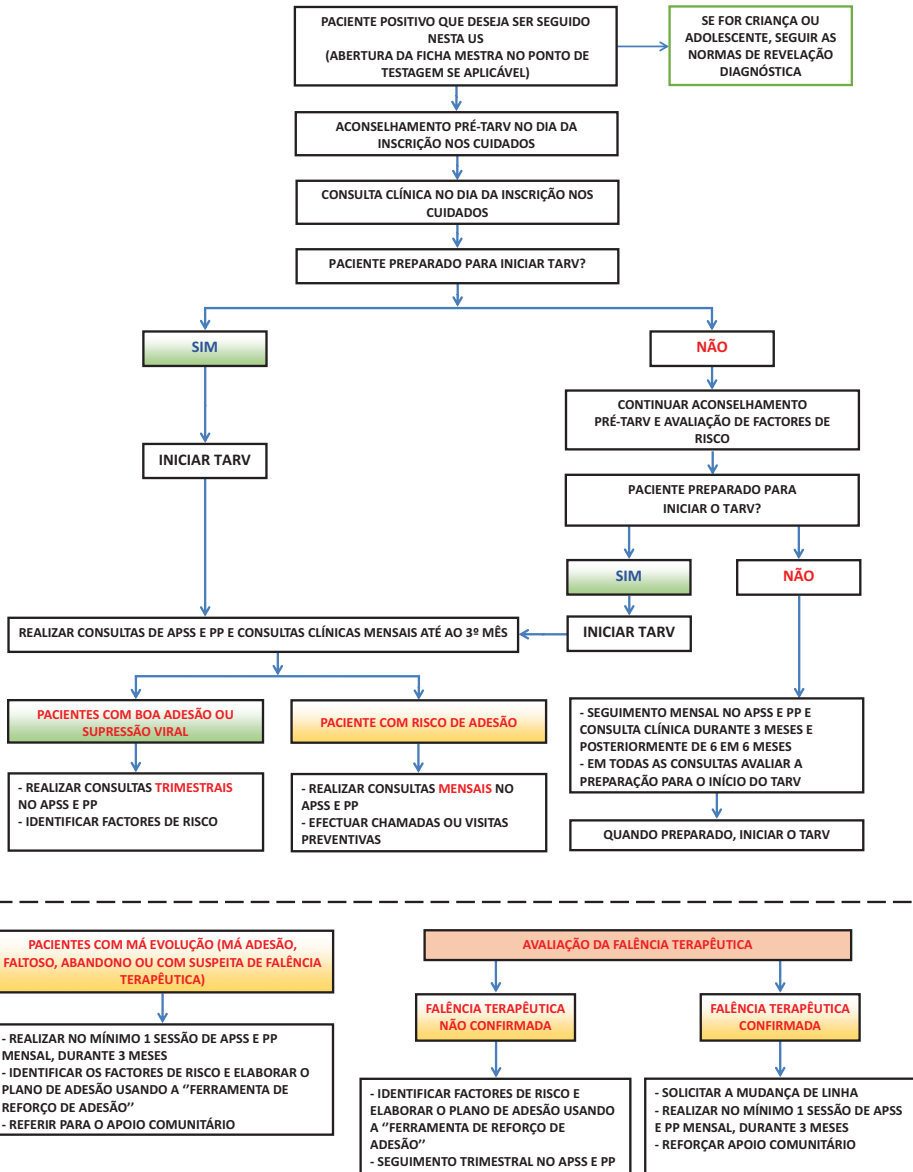 PACIENTE POSITIVO QUE DESEJA SER SEGUIDO
NESTA US
(ABERTURA DA FICHA MESTRA NO PONTO DE
TESTAGEM SE APLICÁVEL)
SE FOR CRIANÇA OU
ADOLESCENTE, SEGUIR AS
NORMAS DE REVELAÇÃO
DIAGNÓSTICA
ACONSELHAMENTO PRÉ-TARV NO DIA DA
INSCRIÇÃO NOS CUIDADOS
CONSULTA CLÍNICA NO DIA DA INSCRIÇÃO NOS
CUIDADOS
PACIENTE PREPARADO PARA INICIAR TARV?
SIM
NÃO
CONTINUAR ACONSELHAMENTO
PRÉ-TARV E AVALIAÇÃO DE FACTORES DE
RISCO
INICIAR TARV
PACIENTE PREPARADO PARA
INICIAR O TARV?
SIM
NÃO
INICIAR TARV
REALIZAR CONSULTAS DE APSS E PP E CONSULTAS CLÍNICAS MENSAIS ATÉ AO 3º MÊS
PACIENTES COM BOA ADESÃO OU
SUPRESSÃO VIRAL
PACIENTE COM RISCO DE ADESÃO
- REALIZAR CONSULTAS TRIMESTRAIS
NO APSS E PP
- IDENTIFICAR FACTORES DE RISCO
- REALIZAR CONSULTAS MENSAIS NO
APSS E PP
- EFECTUAR CHAMADAS OU VISITAS
PREVENTIVAS
- SEGUIMENTO MENSAL NO APSS E PP E
CONSULTA CLÍNICA DURANTE 3 MESES E
POSTERIORMENTE DE 6 EM 6 MESES
- EM TODAS AS CONSULTAS AVALIAR A
PREPARAÇÃO PARA O INÍCIO DO TARV
QUANDO PREPARADO, INICIAR O TARV
PACIENTES COM MÁ EVOLUÇÃO (MÁ ADESÃO,
FALTOSO, ABANDONO OU COM SUSPEITA DE FALÊNCIA
TERAPÊUTICA)
- REALIZAR NO MÍNIMO 1 SESSÃO DE APSS E PP
MENSAL, DURANTE 3 MESES
- IDENTIFICAR OS FACTORES DE RISCO E ELABORAR O
PLANO DE ADESÃO USANDO A “FERRAMENTA DE
REFORÇO DE ADESÃO”
- REFERIR PARA O APOIO COMUNITÁRIO
AVALIAÇÃO DA FALÊNCIA TERAPÊUTICA
FALÊNCIA TERAPÊUTICA
NÃO CONFIRMADA
FALÊNCIA TERAPÊUTICA
CONFIRMADA
- IDENTIFICAR FACTORES DE RISCO E
ELABORAR O PLANO DE ADESÃO USANDO
A “FERRAMENTA DE REFORÇO DE
ADESÃO”
- SEGUIMENTO TRIMESTRAL NO APSS E PP
- SOLICITAR A MUDANÇA DE LINHA
- REALIZAR NO MÍNIMO 1 SESSÃO DE APSS
E PP MENSAL, DURANTE 3 MESES
- REFORÇAR APOIO COMUNITÁRIO